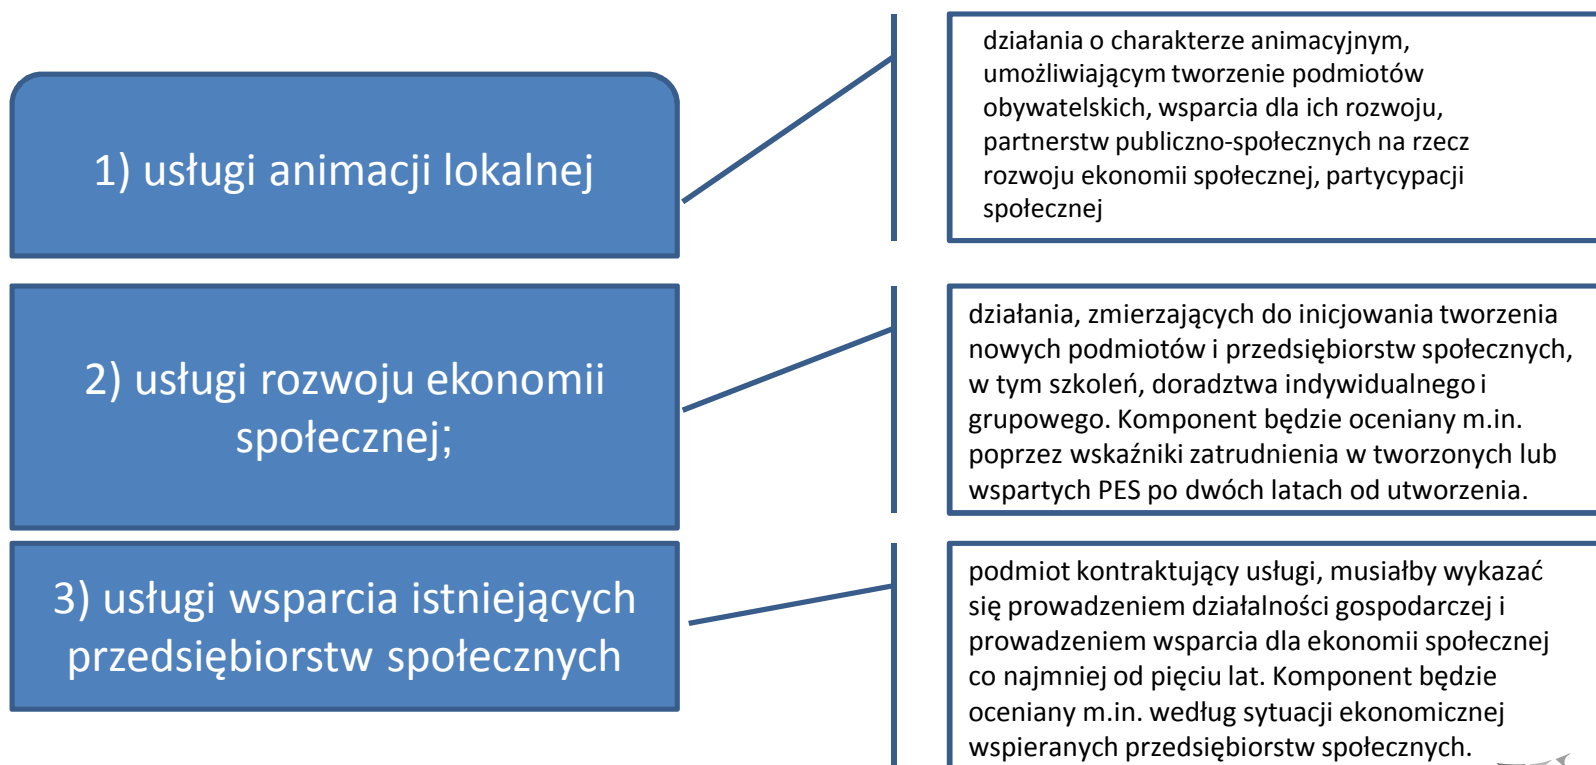 1) usługi animacji lokalnej
działania o charakterze animacyjnym,
umożliwiającym tworzenie podmiotów
obywatelskich, wsparcia dla ich rozwoju,
partnerstw publiczno-społecznych na rzecz
rozwoju ekonomii społecznej, partycypacji
społecznej
2) usługi rozwoju ekonomii
społecznej;
działania, zmierzających do inicjowania tworzenia
nowych podmiotów i przedsiębiorstw społecznych,
w tym szkoleń, doradztwa indywidualnego i
grupowego. Komponent będzie oceniany m.in.
poprzez wskaźniki zatrudnienia w tworzonych lub
wspartych PES po dwóch latach od utworzenia.
3) usługi wsparcia istniejących
przedsiębiorstw społecznych
podmiot kontraktujący usługi, musiałby wykazać
się prowadzeniem działalności gospodarczej i
prowadzeniem wsparcia dla ekonomii społecznej
co najmniej od pięciu lat. Komponent będzie
oceniany m.in. według sytuacji ekonomicznej
wspieranych przedsiębiorstw społecznych.